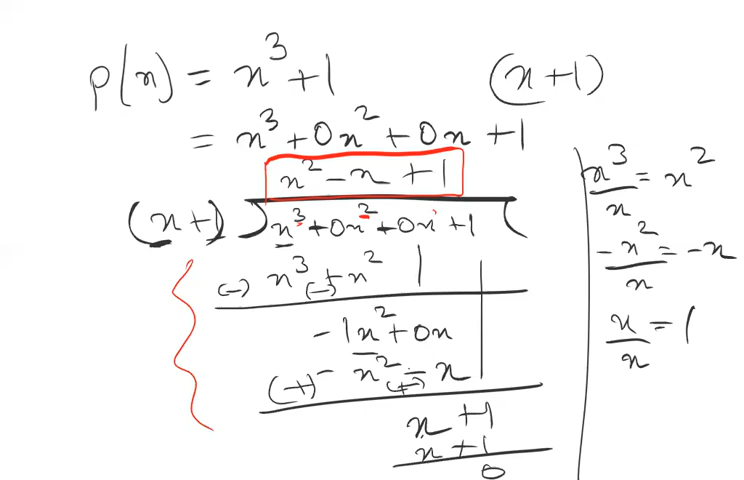 p(x) = x³ + 1 (x + 1)
= x³ + 0x² + 0x + 1
x² - x + 1
(x + 1) ) x³ + 0x² + 0x + 1 (
(-) x³ (-) + x²
- 1x² + 0x
(+) - x² (+) - x
x + 1
x + 1
0
x³/x = x²
-x²/x = -x
x/x = 1